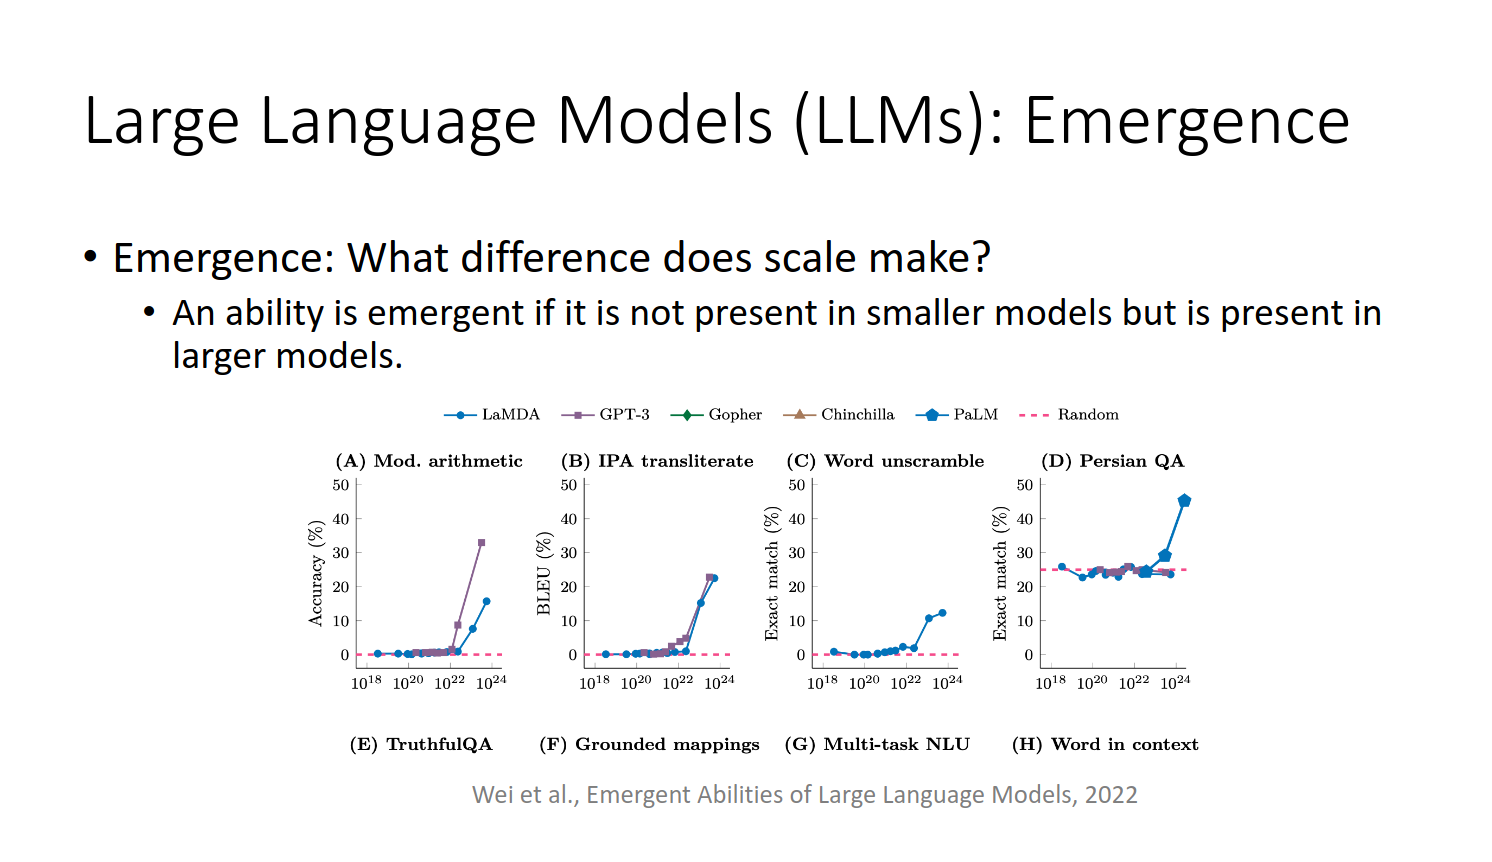 Large Language Models (LLMs): Emergence
• Emergence: What difference does scale make?
• An ability is emergent if it is not present in smaller models but is present in
larger models.
LaMDA GPT-3 Gopher Chinchilla PaLM Random
(A) Mod. arithmetic (B) IPA transliterate (C) Word unscramble (D) Persian QA
Accuracy (%)
50
40
30
20
10
0
10^18 10^20 10^22 10^24
BLEU (%)
50
40
30
20
10
0
10^18 10^20 10^22 10^24
Exact match (%)
50
40
30
20
10
0
10^18 10^20 10^22 10^24
Exact match (%)
50
40
30
20
10
0
10^18 10^20 10^22 10^24
(E) TruthfulQA (F) Grounded mappings (G) Multi-task NLU (H) Word in context
Wei et al., Emergent Abilities of Large Language Models, 2022